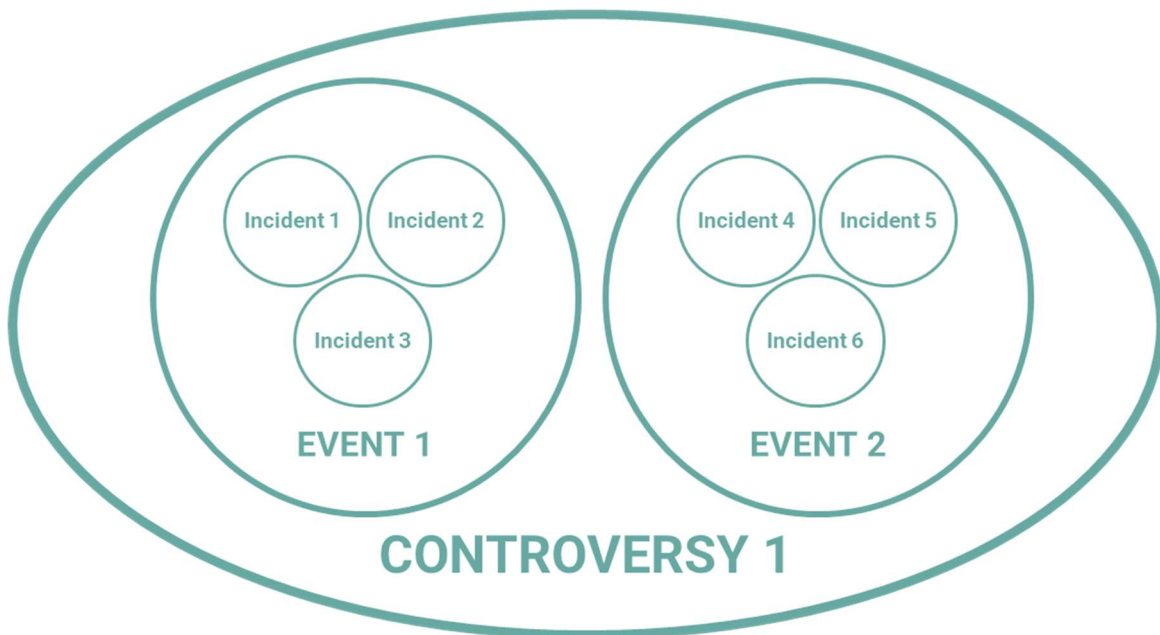 Incident 1
Incident 2
Incident 3
EVENT 1
Incident 4
Incident 5
Incident 6
EVENT 2
CONTROVERSY 1